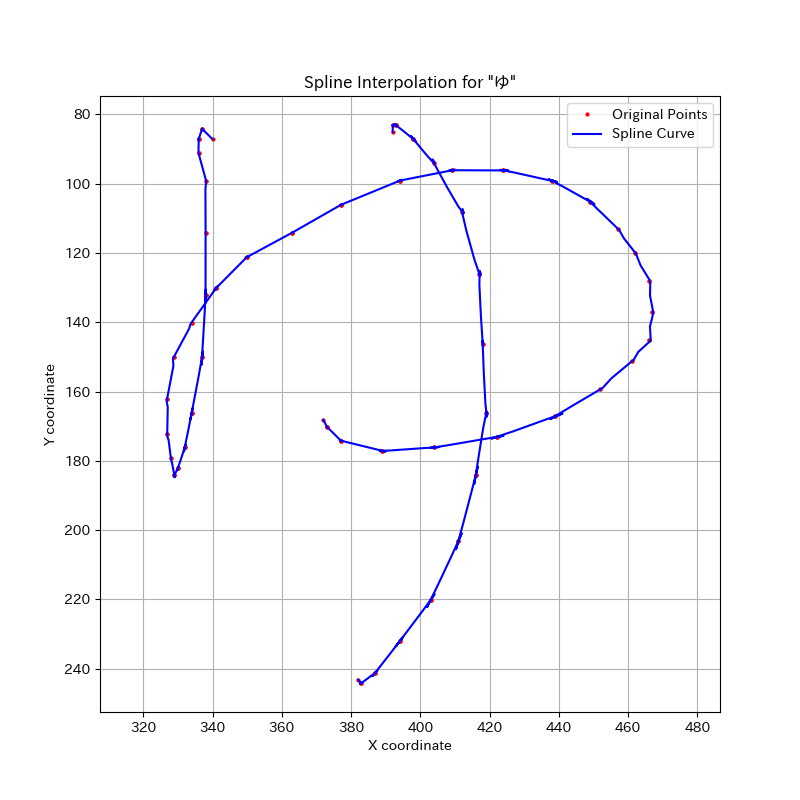 Spline Interpolation for "ゆ"
Original Points
Spline Curve
Y coordinate
80
100
120
140
160
180
200
220
240
320 340 360 380 400 420 440 460 480
X coordinate
ゆ